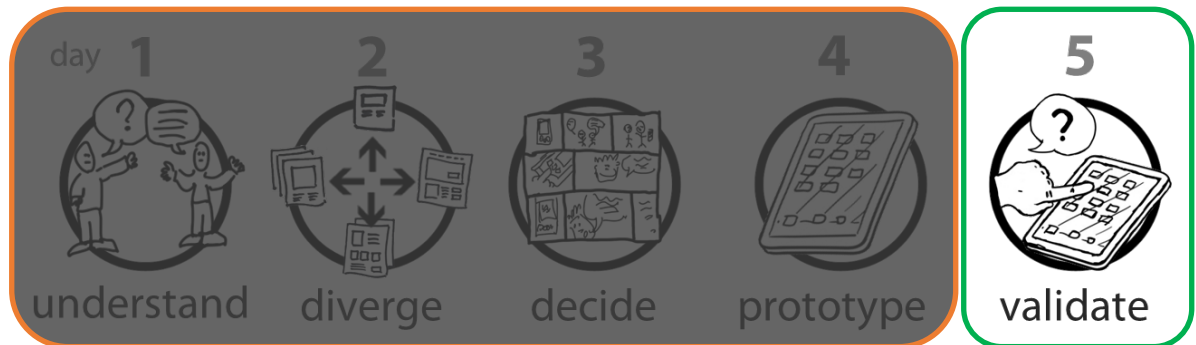 day 1 2 3 4 5
?
?
understand diverge decide prototype validate